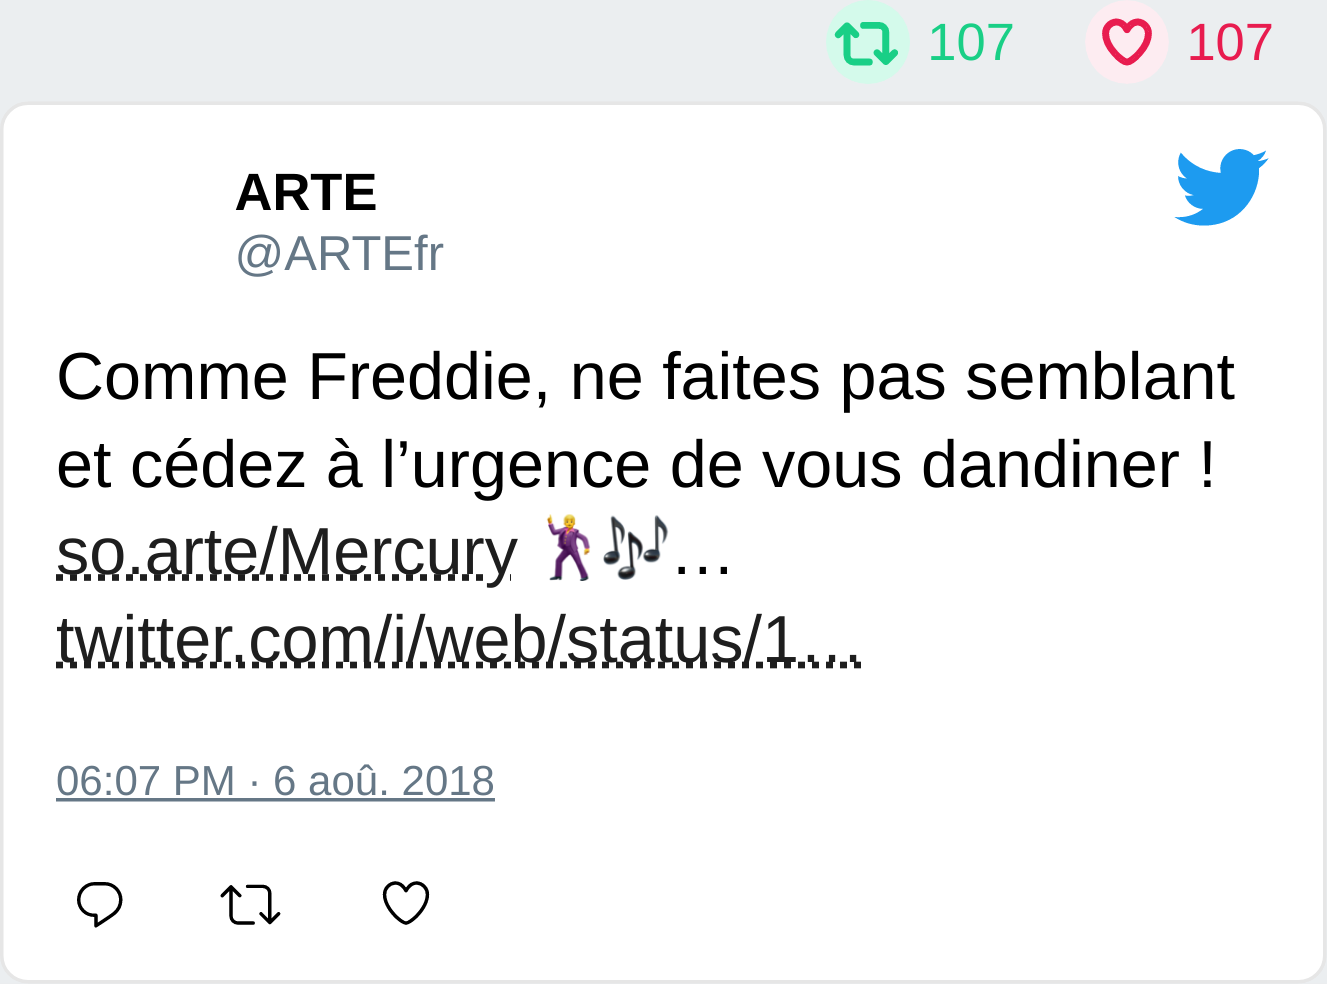 107 107
ARTE
@ARTEfr
Comme Freddie, ne faites pas semblant
et cédez à l’urgence de vous dandiner !
so.arte/Mercury 🕺🎶…
twitter.com/i/web/status/1…
06:07 PM · 6 aoû. 2018